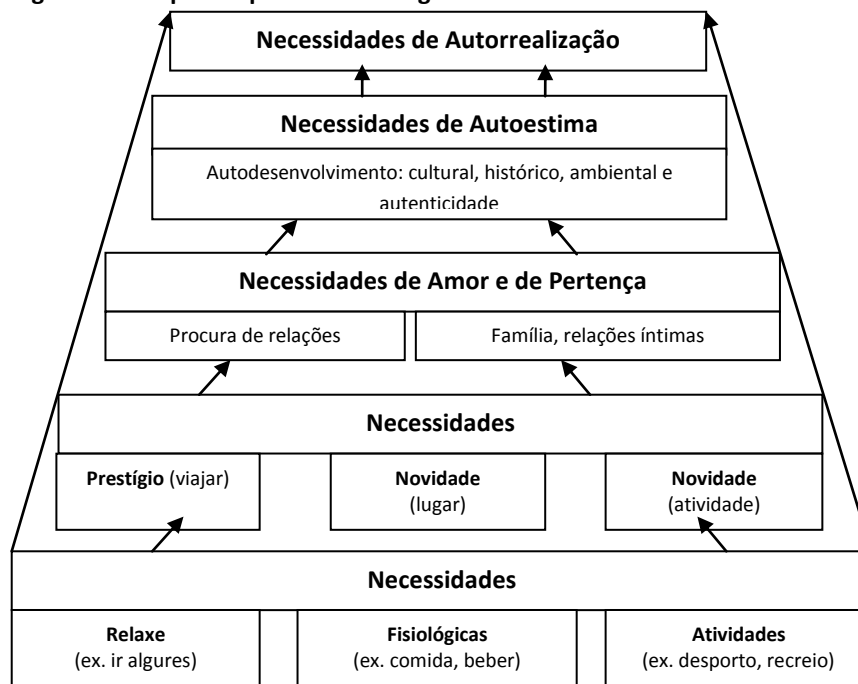 Necessidades de Autorrealização
Necessidades de Autoestima
Autodesenvolvimento: cultural, histórico, ambiental e
autenticidade
Necessidades de Amor e de Pertença
Procura de relações
Família, relações íntimas
Necessidades
Prestígio (viajar)
Novidade
(lugar)
Novidade
(atividade)
Necessidades
Relaxe
(ex. ir algures)
Fisiológicas
(ex. comida, beber)
Atividades
(ex. desporto, recreio)